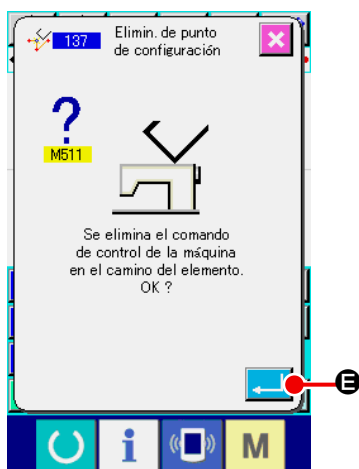 137
Elimin. de punto
de configuración
?
M511
Se elimina el comando
de control de la máquina
en el camino del elemento.
OK ?
E
i
M